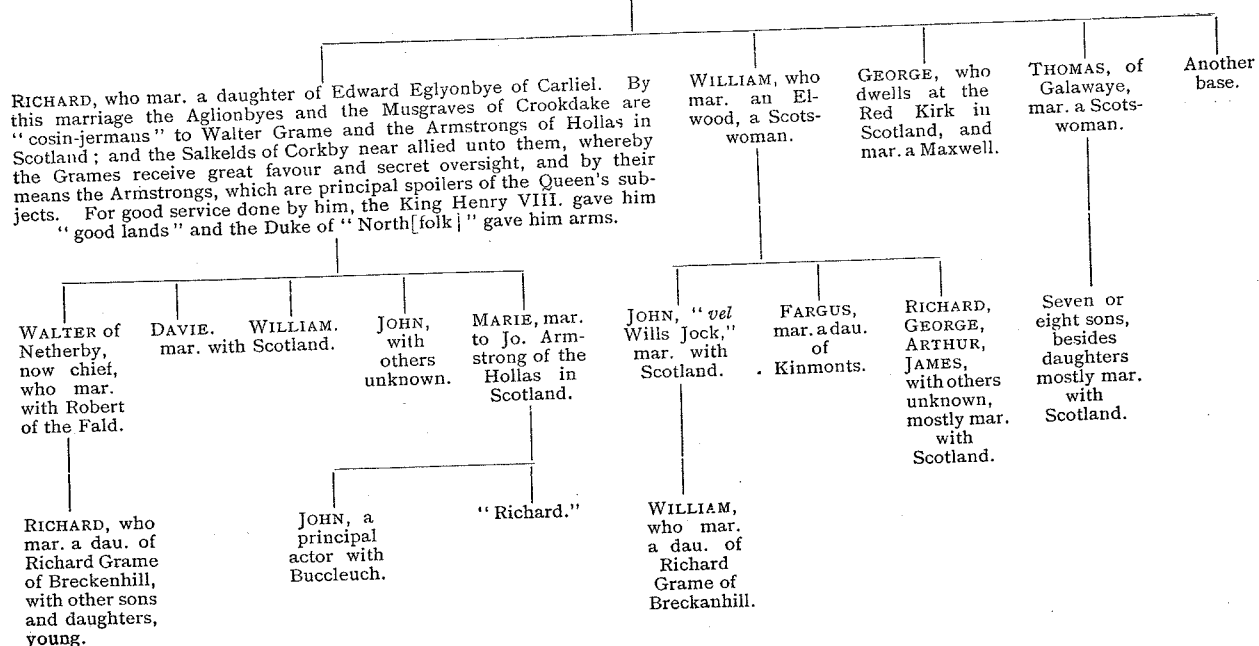 RICHARD, who mar. a daughter of Edward Eglyonbye of Carliel. By
this marriage the Aglionbyes and the Musgraves of Crookdake are
"cosin-jermans" to Walter Grame and the Armstrongs of Hollas in
Scotland; and the Salkelds of Corkby near allied unto them, whereby
the Grames receive great favour and secret oversight, and by their
means the Armstrongs, which are principal spoilers of the Queen's sub-
jects. For good service done by him, the King Henry VIII. gave him
"good lands" and the Duke of "North[folk]" gave him arms.
WILLIAM, who
mar. an El-
wood, a Scots-
woman.
GEORGE, who
dwells at the
Red Kirk in
Scotland, and
mar. a Maxwell.
THOMAS, of
Galawaye,
mar. a Scots-
woman.
Another
base.
WALTER of
Netherby,
now chief,
who mar.
with Robert
of the Fald.
DAVIE. WILLIAM.
mar. with Scotland.
JOHN,
with
others
unknown.
MARIE, mar.
to Jo. Arm-
strong of the
Hollas in
Scotland.
JOHN, "vel
Wills Jock,"
mar. with
Scotland.
FARGUS,
mar. a dau.
of
Kinmonts.
RICHARD,
GEORGE,
ARTHUR,
JAMES,
with others
unknown,
mostly mar.
with
Scotland.
Seven or
eight sons,
besides
daughters
mostly mar.
with
Scotland.
RICHARD, who
mar. a dau. of
Richard Grame
of Breckenhill,
with other sons
and daughters,
young.
JOHN, a
principal
actor with
Buccleuch.
"Richard."
WILLIAM,
who mar.
a dau. of
Richard
Grame of
Breckanhill.